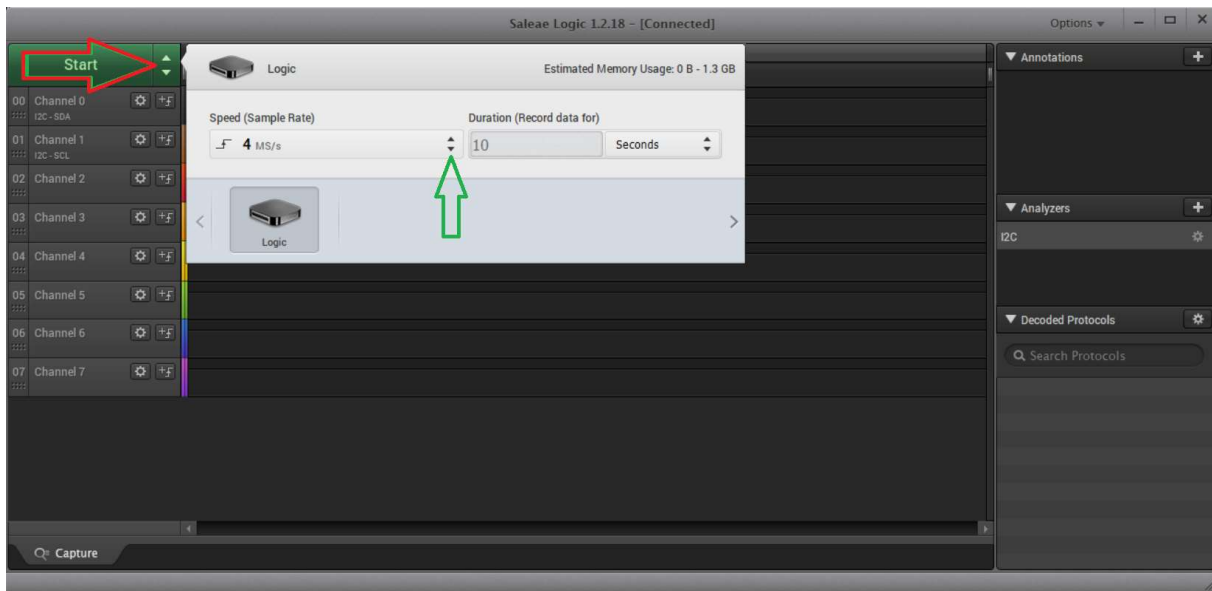 Saleae Logic 1.2.18 - [Connected]
Options
Start
Logic
Estimated Memory Usage: 0 B - 1.3 GB
Speed (Sample Rate)
Duration (Record data for)
4 MS/s
10
Seconds
Logic
00 Channel 0
I2C - SDA
01 Channel 1
I2C - SCL
02 Channel 2
03 Channel 3
04 Channel 4
05 Channel 5
06 Channel 6
07 Channel 7
Capture
Annotations
Analyzers
I2C
Decoded Protocols
Search Protocols